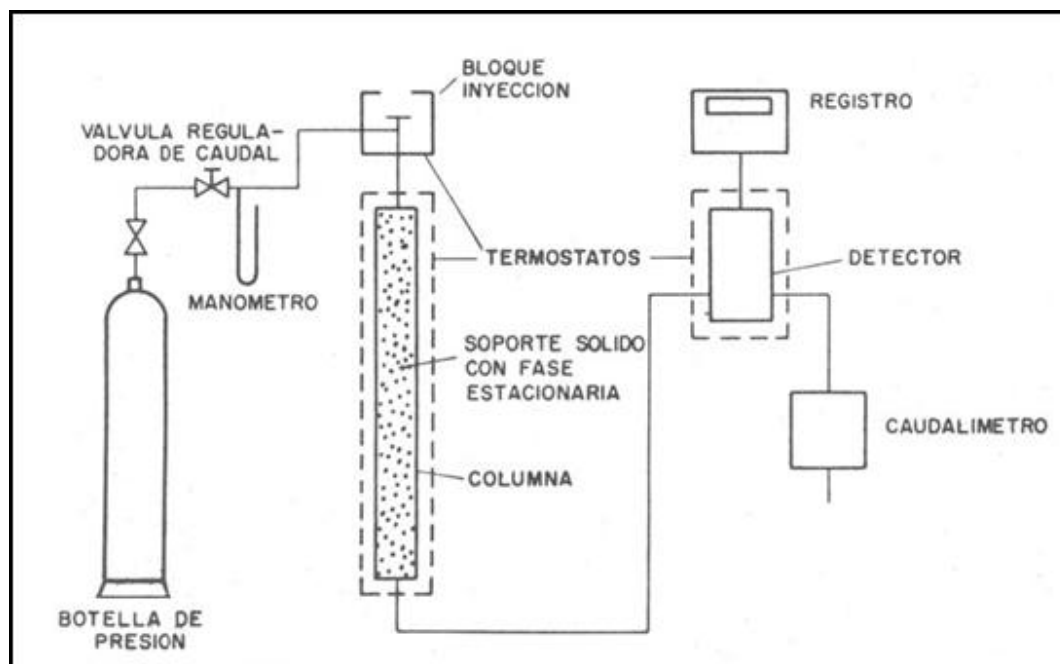 BLOQUE
INYECCION
REGISTRO
VALVULA REGULA-
DORA DE CAUDAL
TERMOSTATOS
DETECTOR
MANOMETRO
SOPORTE SOLIDO
CON FASE
ESTACIONARIA
CAUDALIMETRO
COLUMNA
BOTELLA DE
PRESION